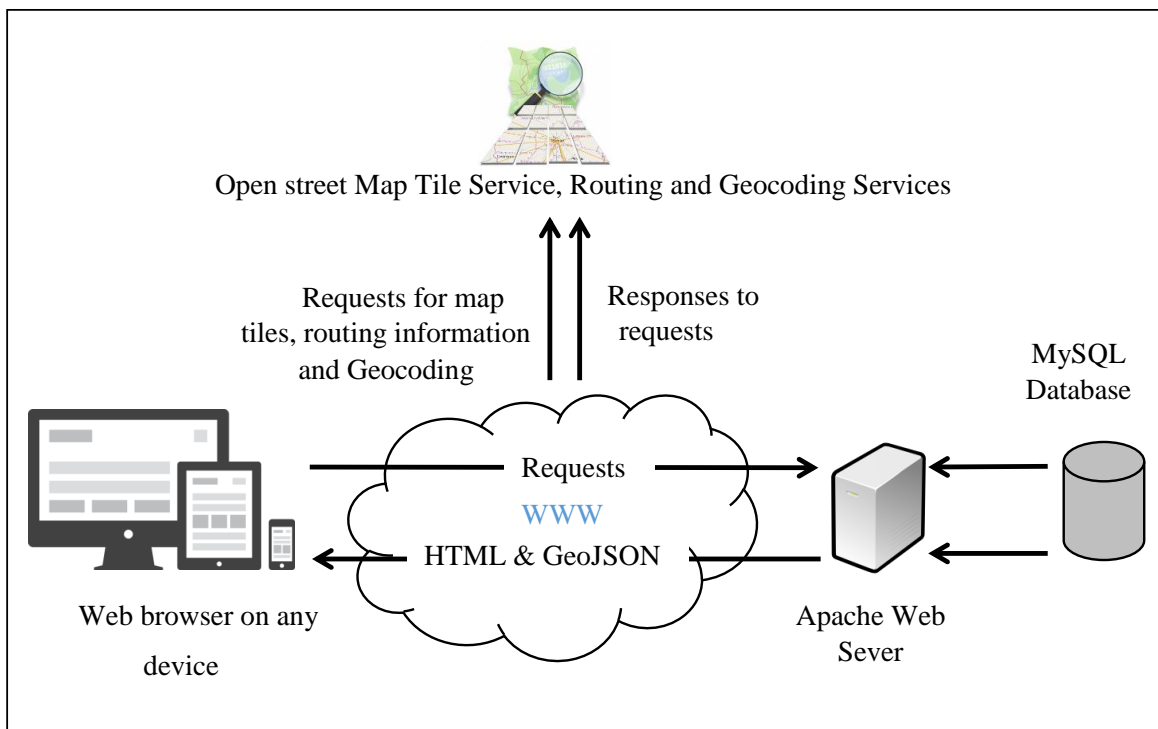 Open street Map Tile Service, Routing and Geocoding Services
Requests for map
tiles, routing information
and Geocoding
Responses to
requests
MySQL
Database
Requests
WWW
HTML & GeoJSON
Web browser on any
device
Apache Web
Sever